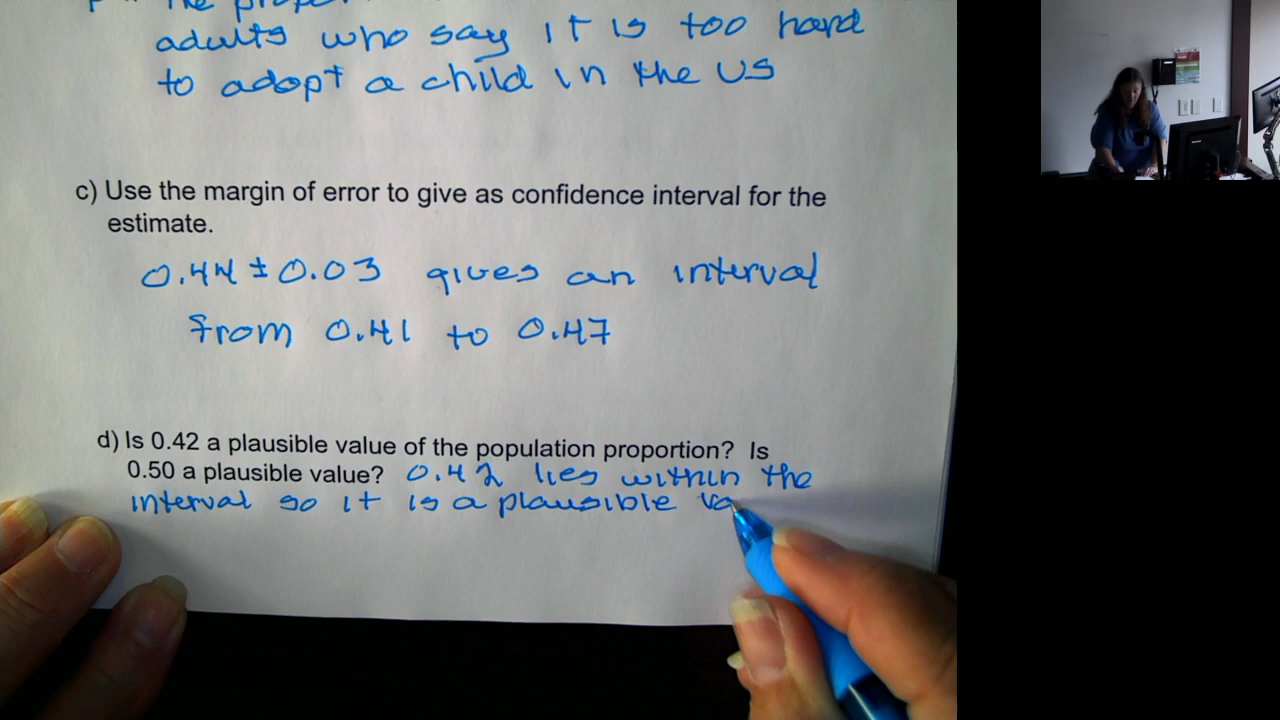 the
adults who say it is too hard
to adopt a child in the US
c) Use the margin of error to give as confidence interval for the
estimate.
0.44 ± 0.03 gives an interval
from 0.41 to 0.47
d) Is 0.42 a plausible value of the population proportion? Is
0.50 a plausible value? 0.42 lies within the
interval so it is a plausible va